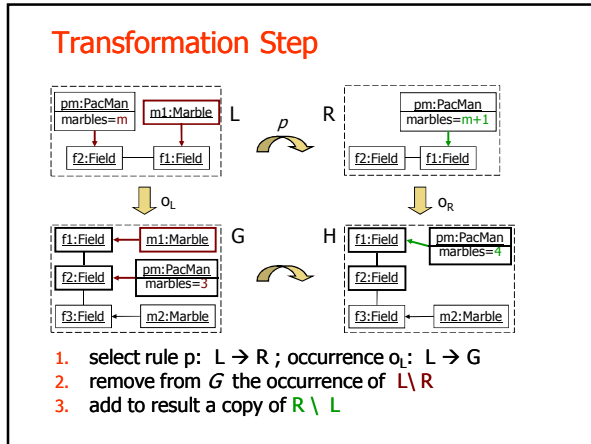 Transformation Step
pm:PacMan
marbles=m
m1:Marble
L
f2:Field
f1:Field
p
R
pm:PacMan
marbles=m+1
f2:Field
f1:Field
oL
oR
f1:Field
m1:Marble
G
f2:Field
pm:PacMan
marbles=3
f3:Field
m2:Marble
H
f1:Field
pm:PacMan
marbles=4
f2:Field
f3:Field
m2:Marble
1. select rule p: L → R ; occurrence oL: L → G
2. remove from G the occurrence of L\ R
3. add to result a copy of R \ L